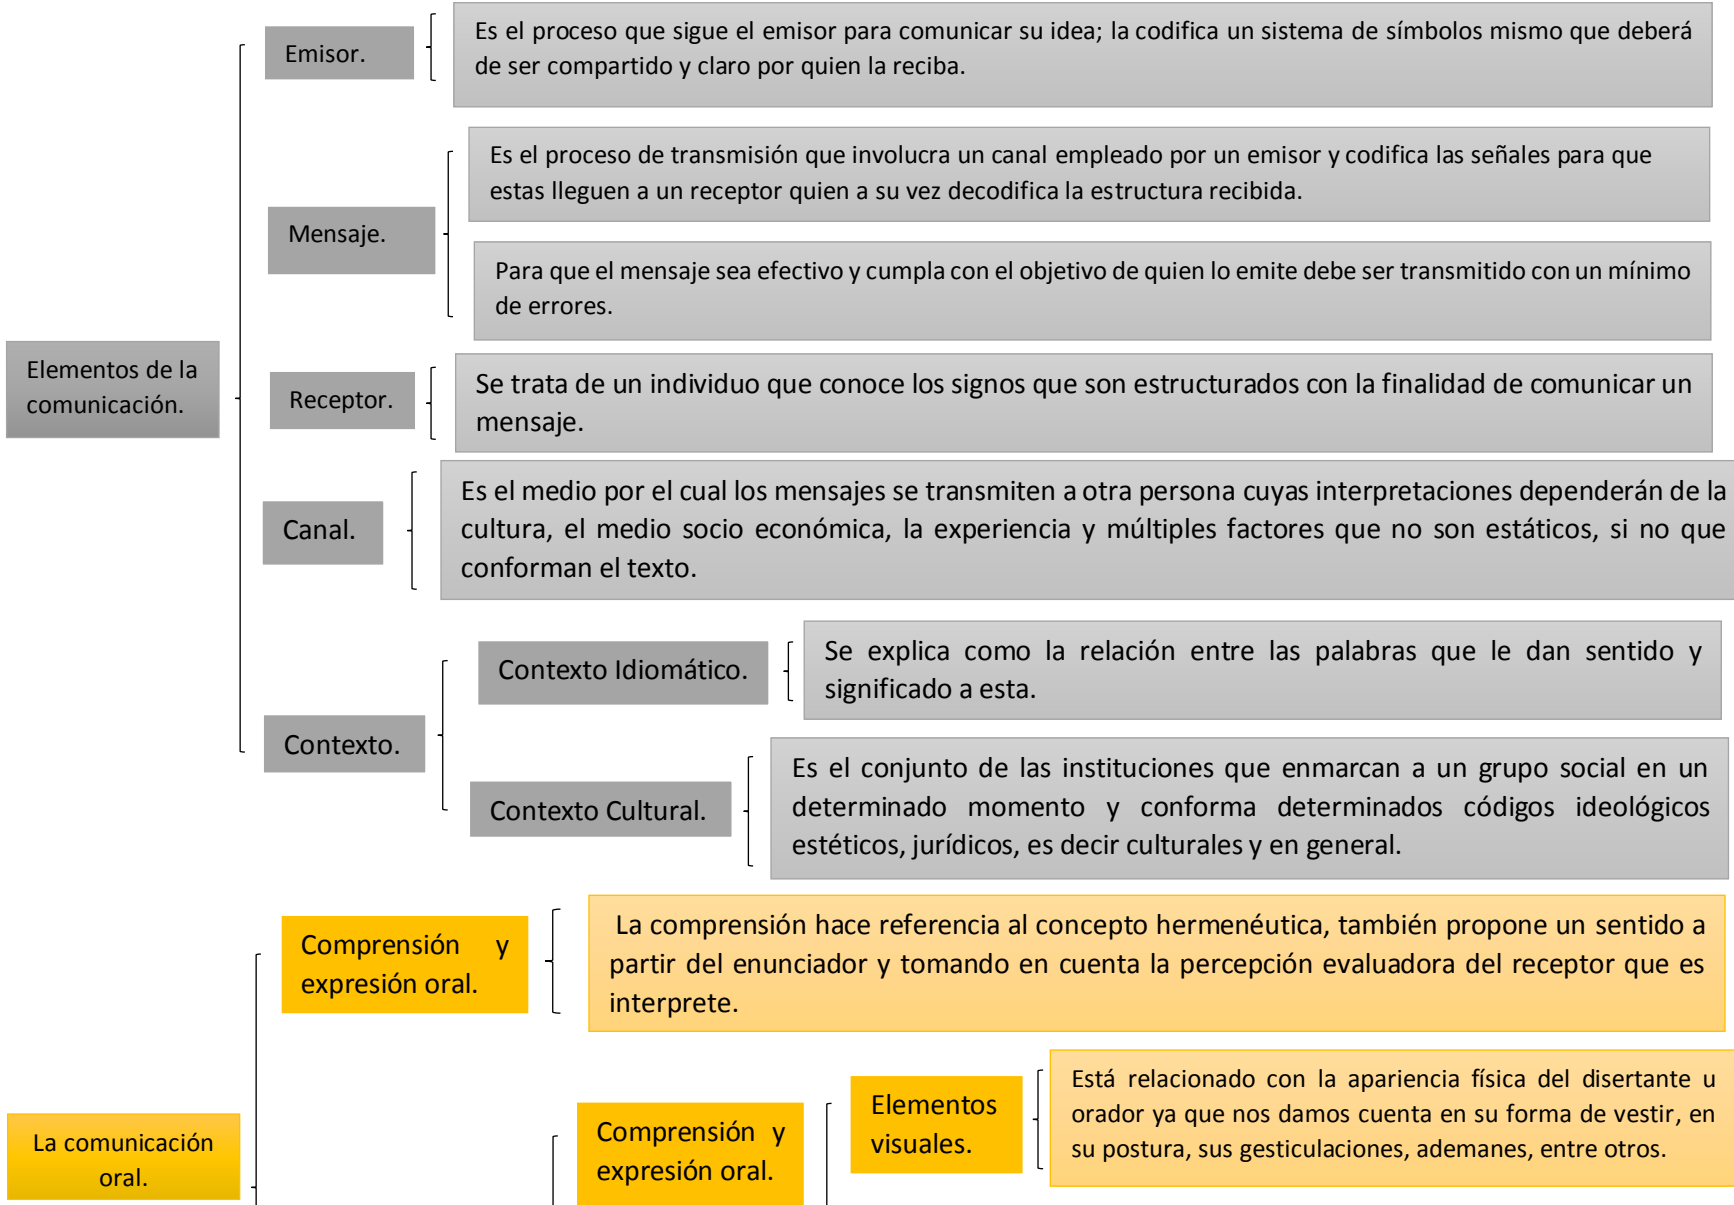 Elementos de la
comunicación.
Emisor.
Es el proceso que sigue el emisor para comunicar su idea; la codifica un sistema de símbolos mismo que deberá
de ser compartido y claro por quien la reciba.
Mensaje.
Es el proceso de transmisión que involucra un canal empleado por un emisor y codifica las señales para que
estas lleguen a un receptor quien a su vez decodifica la estructura recibida.
Para que el mensaje sea efectivo y cumpla con el objetivo de quien lo emite debe ser transmitido con un mínimo
de errores.
Receptor.
Se trata de un individuo que conoce los signos que son estructurados con la finalidad de comunicar un
mensaje.
Canal.
Es el medio por el cual los mensajes se transmiten a otra persona cuyas interpretaciones dependerán de la
cultura, el medio socio económica, la experiencia y múltiples factores que no son estáticos, si no que
conforman el texto.
Contexto.
Contexto Idiomático.
Se explica como la relación entre las palabras que le dan sentido y
significado a esta.
Contexto Cultural.
Es el conjunto de las instituciones que enmarcan a un grupo social en un
determinado momento y conforma determinados códigos ideológicos
estéticos, jurídicos, es decir culturales y en general.
La comunicación
oral.
Comprensión y
expresión oral.
La comprensión hace referencia al concepto hermenéutica, también propone un sentido a
partir del enunciador y tomando en cuenta la percepción evaluadora del receptor que es
interprete.
Comprensión y
expresión oral.
Elementos
visuales.
Está relacionado con la apariencia física del disertante u
orador ya que nos damos cuenta en su forma de vestir, en
su postura, sus gesticulaciones, ademanes, entre otros.